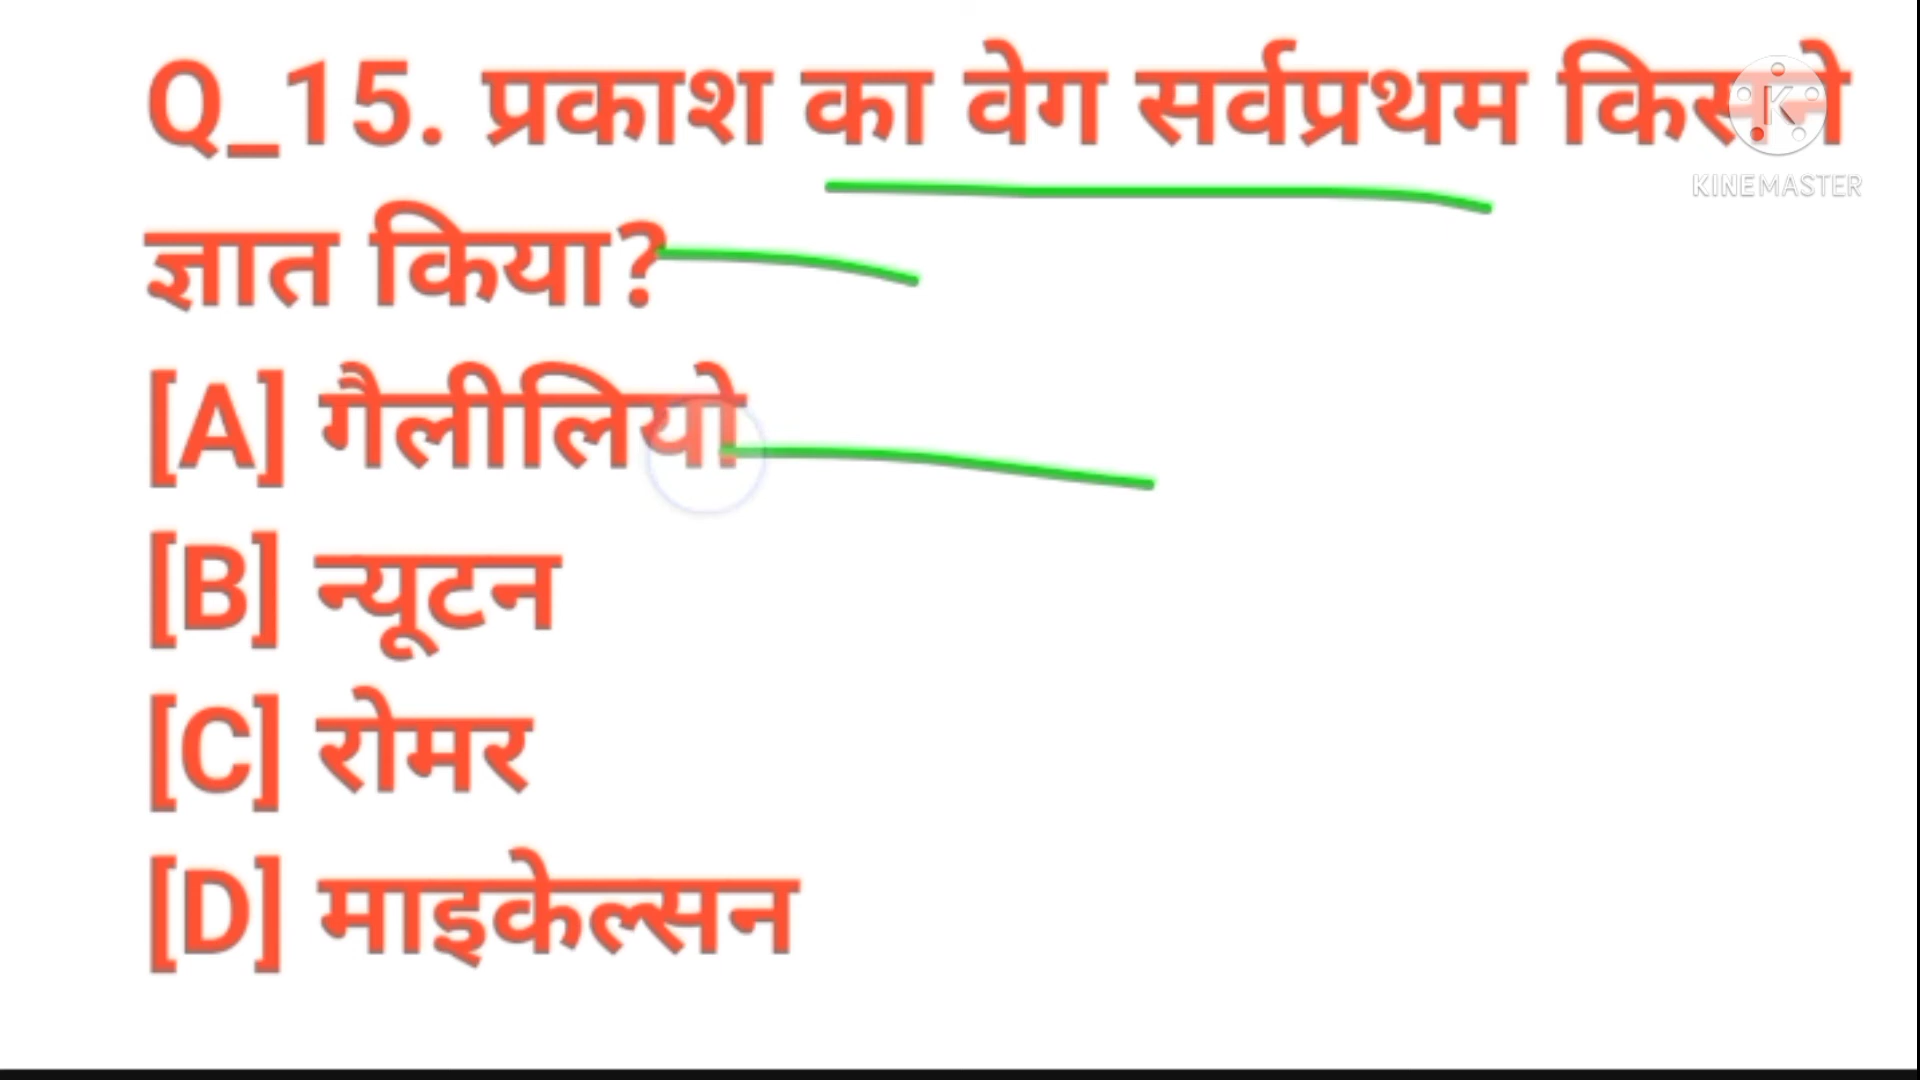 Q_15. प्रकाश का वेग सर्वप्रथम किसने
KINEMASTER
ज्ञात किया?
[A] गैलीलियो
[B] न्यूटन
[C] रोमर
[D] माइकेल्सन